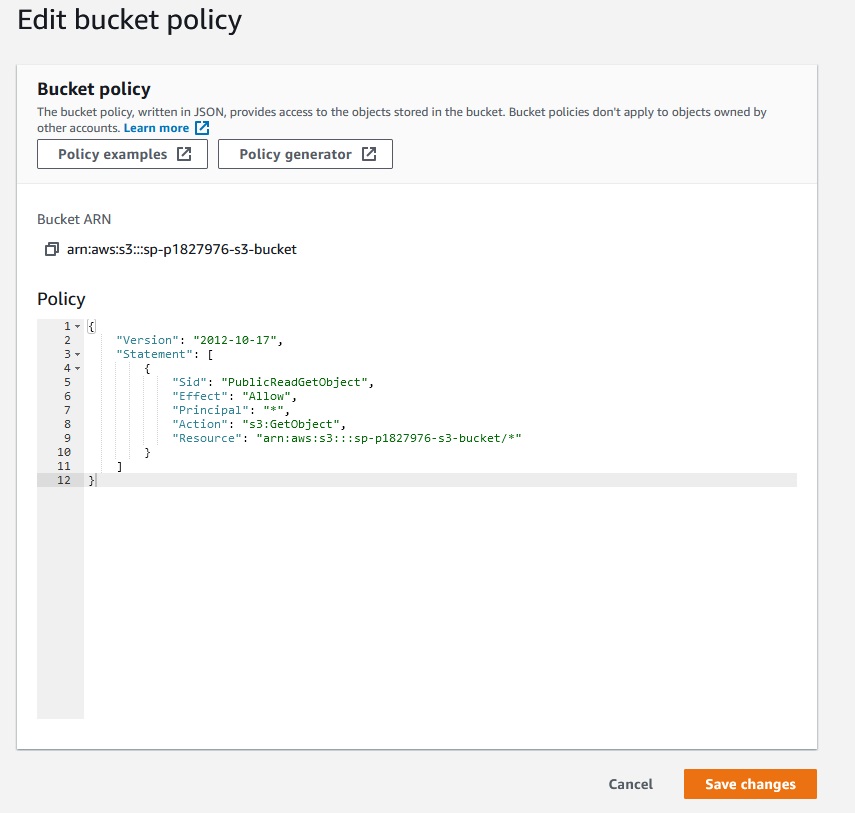 Edit bucket policy
Bucket policy
The bucket policy, written in JSON, provides access to the objects stored in the bucket. Bucket policies don't apply to objects owned by
other accounts. Learn more
Policy examples Policy generator
Bucket ARN
arn:aws:s3:::sp-p1827976-s3-bucket
Policy
1 {
2 "Version": "2012-10-17",
3 "Statement": [
4 {
5 "Sid": "PublicReadGetObject",
6 "Effect": "Allow",
7 "Principal": "*",
8 "Action": "s3:GetObject",
9 "Resource": "arn:aws:s3:::sp-p1827976-s3-bucket/*"
10 }
11 ]
12 }
Cancel Save changes